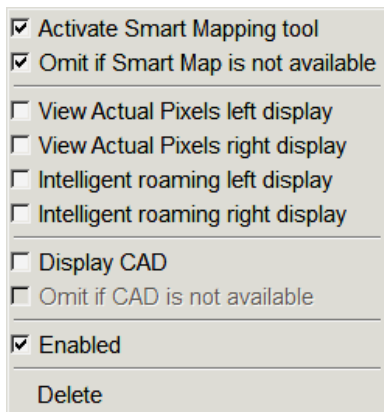 Activate Smart Mapping tool
Omit if Smart Map is not available
View Actual Pixels left display
View Actual Pixels right display
Intelligent roaming left display
Intelligent roaming right display
Display CAD
Omit if CAD is not available
Enabled
Delete